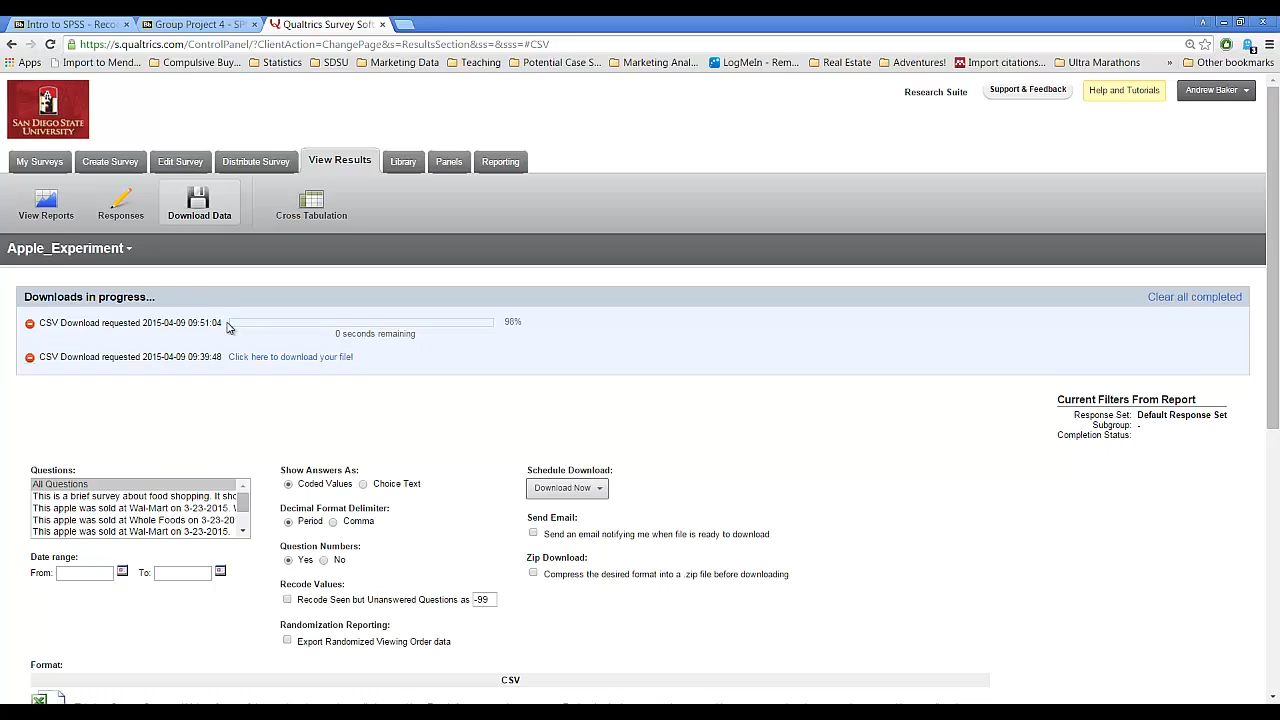 Intro to SPSS - Reco
Group Project 4 - SP
Qualtrics Survey Soft
https://s.qualtrics.com/ControlPanel/?ClientAction=ChangePage&s=ResultsSection&ss=&sss=#CSV
Apps
Import to Mend...
Compulsive Buy...
Statistics
SDSU
Marketing Data
Teaching
Potential Case S...
Marketing Anal...
LogMeIn - Rem...
Real Estate
Adventures!
Import citations...
Ultra Marathons
»
Other bookmarks
SAN DIEGO STATE
UNIVERSITY
Research Suite
Support & Feedback
Help and Tutorials
Andrew Baker
My Surveys
Create Survey
Edit Survey
Distribute Survey
View Results
Library
Panels
Reporting
View Reports
Responses
Download Data
Cross Tabulation
Apple_Experiment
Downloads in progress...
Clear all completed
CSV Download requested 2015-04-09 09:51:04
98%
0 seconds remaining
CSV Download requested 2015-04-09 09:39:48 Click here to download your file!
Current Filters From Report
Response Set: Default Response Set
Subgroup: -
Completion Status:
Questions:
All Questions
This is a brief survey about food shopping. It sho
This apple was sold at Wal-Mart on 3-23-2015. V
This apple was sold at Whole Foods on 3-23-20
This apple was sold at Wal-Mart on 3-23-2015.
Date range:
From:
To:
Show Answers As:
Coded Values
Choice Text
Decimal Format Delimiter:
Period
Comma
Question Numbers:
Yes
No
Recode Values:
Recode Seen but Unanswered Questions as -99
Randomization Reporting:
Export Randomized Viewing Order data
Schedule Download:
Download Now
Send Email:
Send an email notifying me when file is ready to download
Zip Download:
Compress the desired format into a .zip file before downloading
Format:
CSV